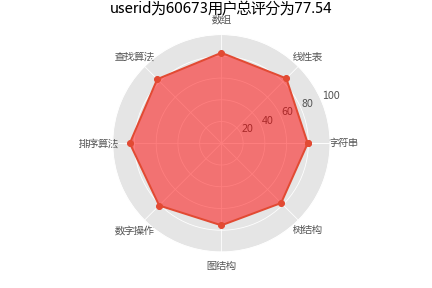 userid为60673用户总评分为77.54
数组
查找算法
线性表
100
80
60
40
20
排序算法
字符串
数字操作
树结构
图结构